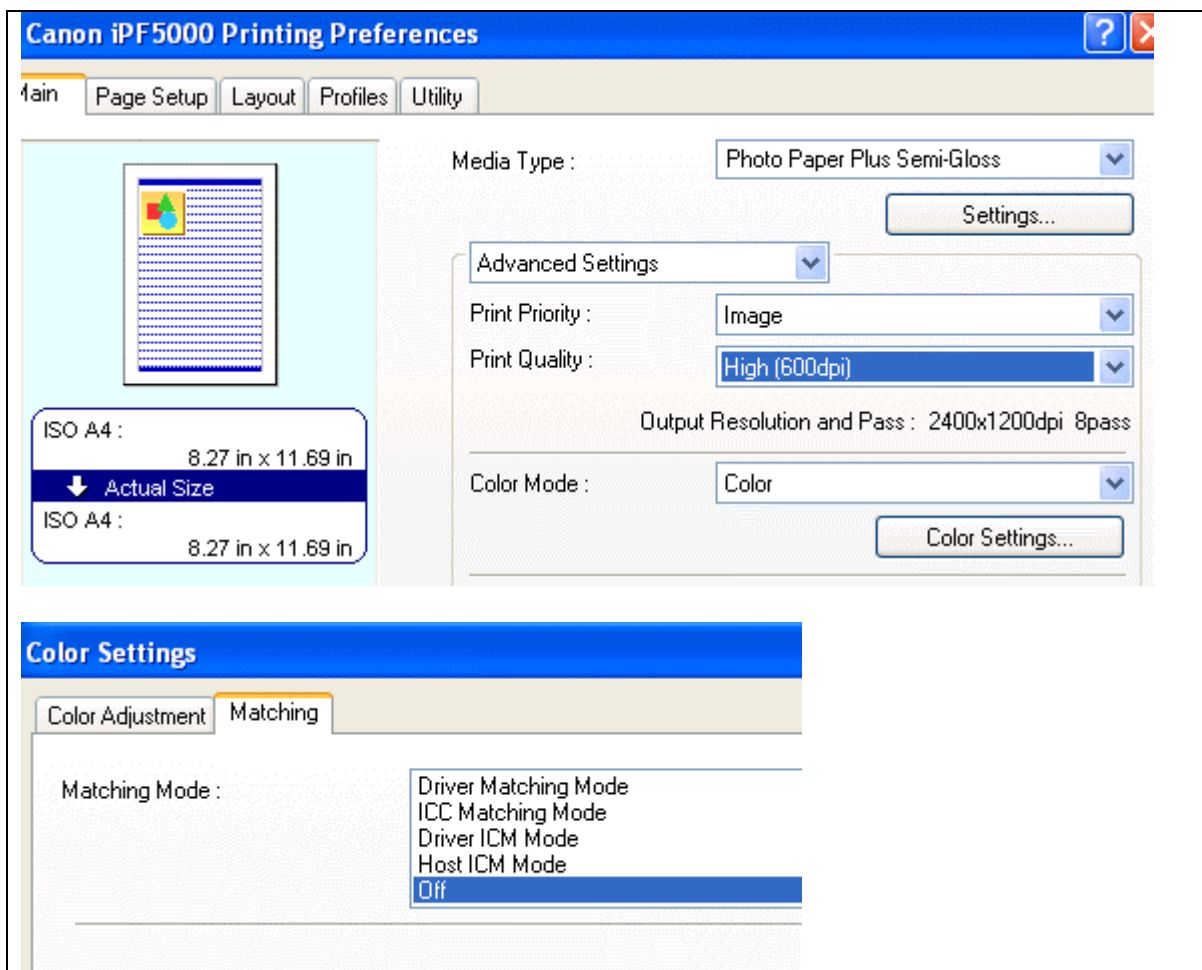 Canon iPF5000 Printing Preferences
Main Page Setup Layout Profiles Utility
Media Type : Photo Paper Plus Semi-Gloss
Settings...
Advanced Settings
Print Priority : Image
Print Quality : High (600dpi)
Output Resolution and Pass : 2400x1200dpi 8pass
Color Mode : Color
Color Settings...
ISO A4 :
8.27 in x 11.69 in
Actual Size
ISO A4 :
8.27 in x 11.69 in
Color Settings
Color Adjustment Matching
Matching Mode : Driver Matching Mode
ICC Matching Mode
Driver ICM Mode
Host ICM Mode
Off